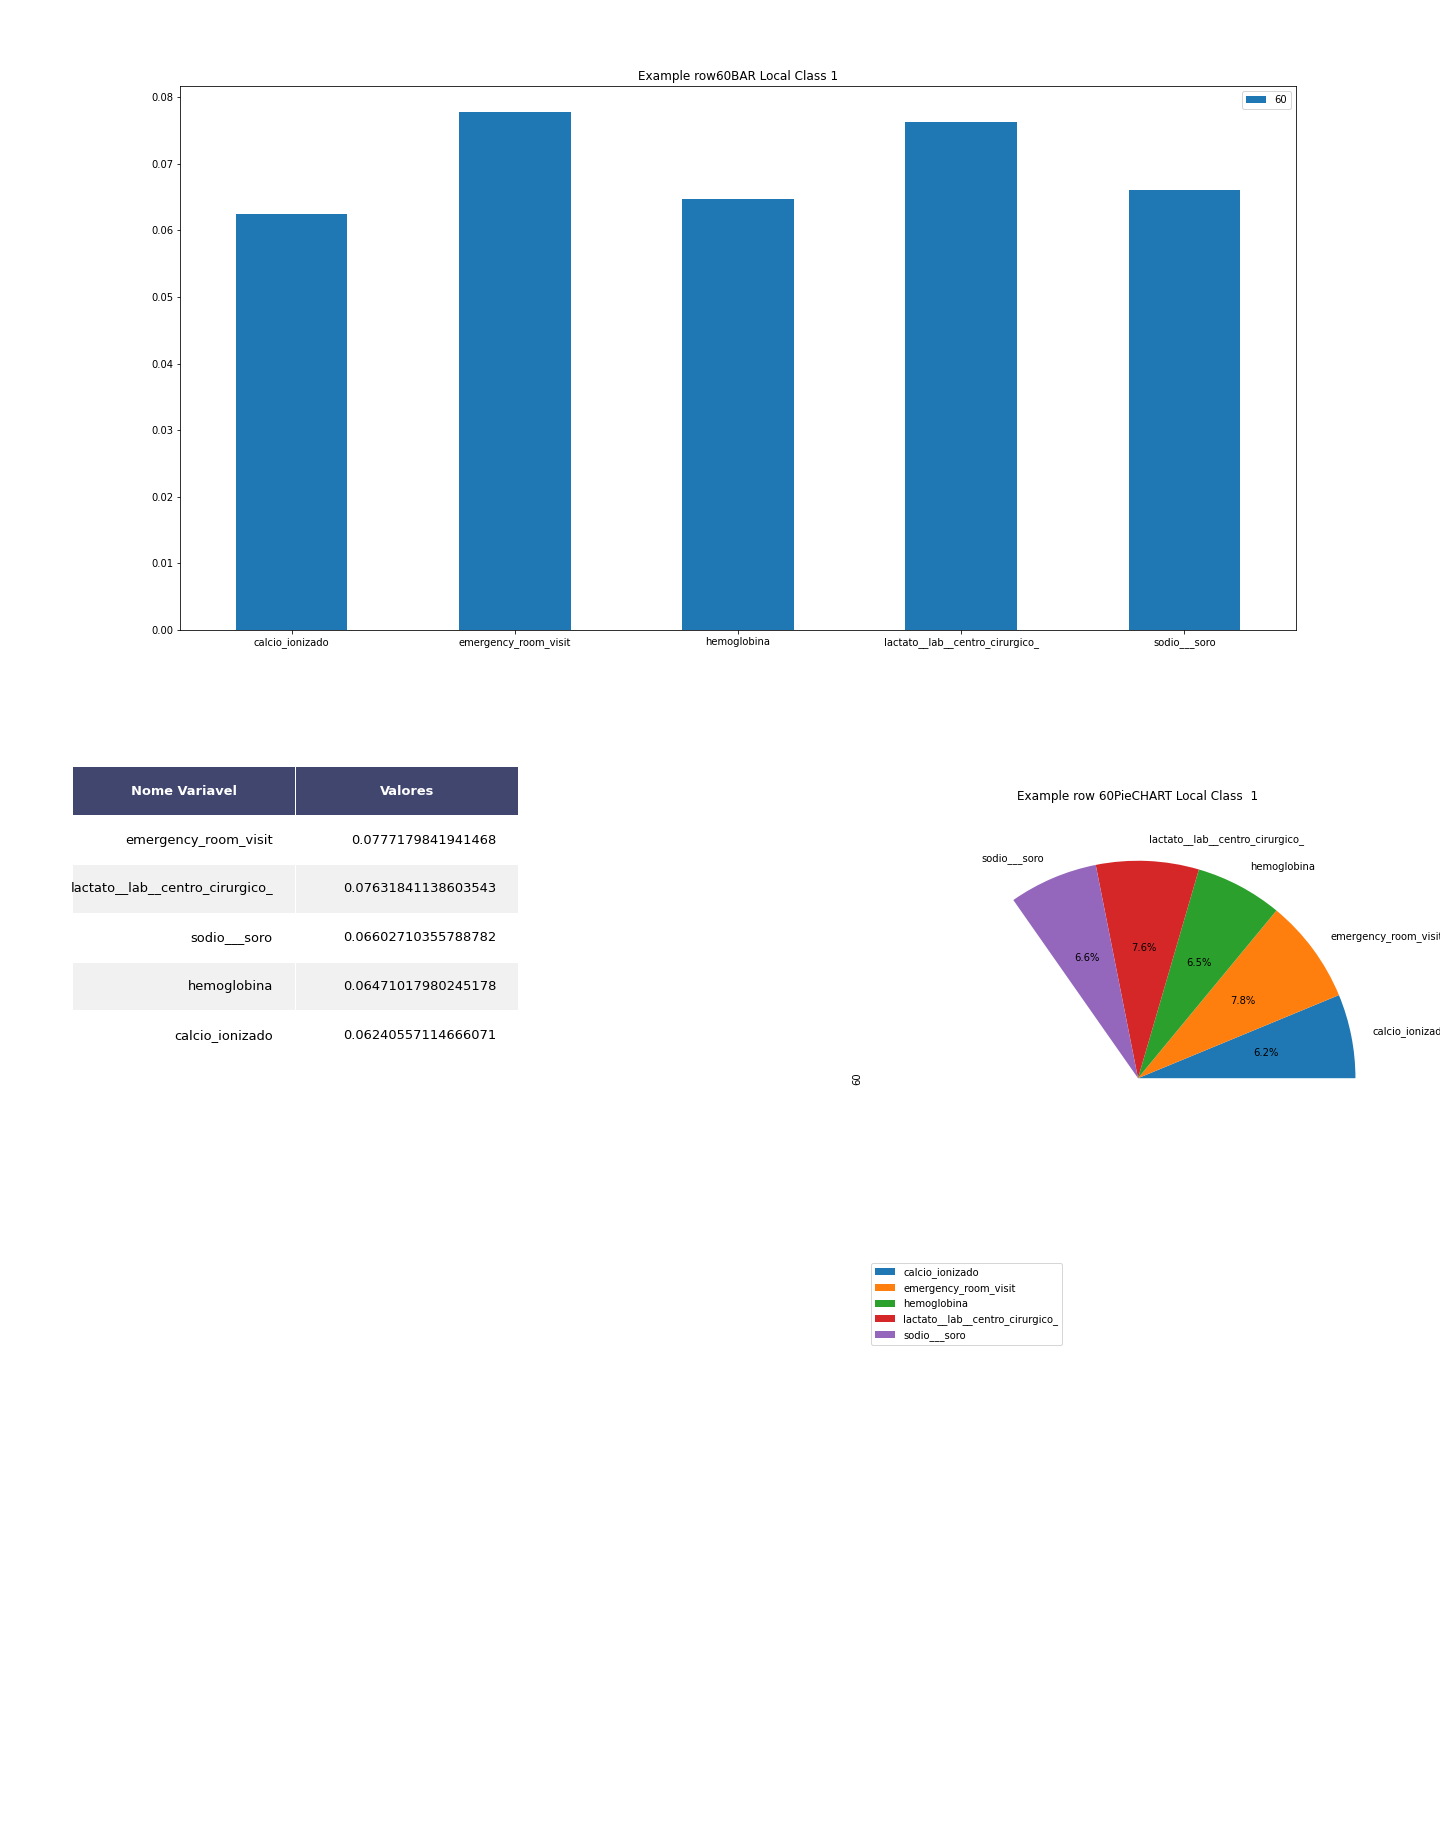 Example row60BAR Local Class 1
60
0.08
0.07
0.06
0.05
0.04
0.03
0.02
0.01
0.00
calcio_ionizado emergency_room_visit hemoglobina lactato__lab__centro_cirurgico_ sodio___soro
Nome Variavel Valores
emergency_room_visit 0.0777179841941468
lactato__lab__centro_cirurgico_ 0.07631841138603543
sodio___soro 0.06602710355788782
hemoglobina 0.06471017980245178
calcio_ionizado 0.06240557114666071
Example row 60PieCHART Local Class  1
lactato__lab__centro_cirurgico_
sodio___soro
hemoglobina
emergency_room_visit
calcio_ionizad
7.6%
6.6%
6.5%
7.8%
6.2%
60
calcio_ionizado
emergency_room_visit
hemoglobina
lactato__lab__centro_cirurgico_
sodio___soro